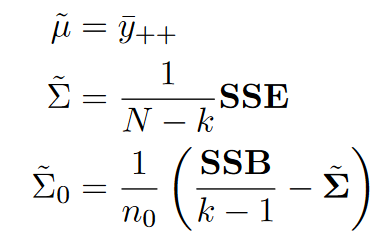 μ̃ = ȳ₊₊
Σ̃ = 1/(N − k) SSE
Σ̃₀ = 1/n₀ ( SSB/(k − 1) − Σ̃ )